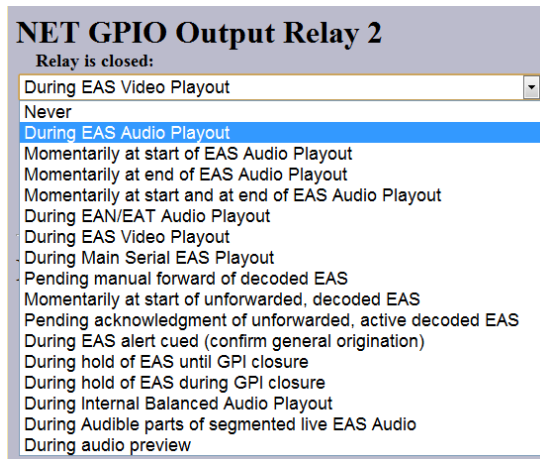 NET GPIO Output Relay 2
Relay is closed:
During EAS Video Playout
Never
During EAS Audio Playout
Momentarily at start of EAS Audio Playout
Momentarily at end of EAS Audio Playout
Momentarily at start and at end of EAS Audio Playout
During EAN/EAT Audio Playout
During EAS Video Playout
During Main Serial EAS Playout
Pending manual forward of decoded EAS
Momentarily at start of unforwarded, decoded EAS
Pending acknowledgment of unforwarded, active decoded EAS
During EAS alert cued (confirm general origination)
During hold of EAS until GPI closure
During hold of EAS during GPI closure
During Internal Balanced Audio Playout
During Audible parts of segmented live EAS Audio
During audio preview